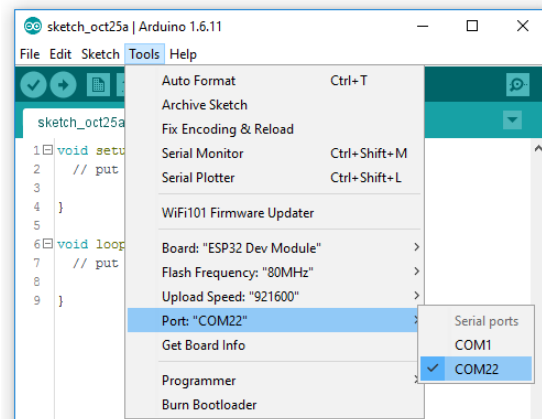 sketch_oct25a | Arduino 1.6.11
File Edit Sketch Tools Help
sketch_oct25a
1 void setu
2 // put
3
4 }
5
6 void loop
7 // put
8
9 }
Auto Format Ctrl+T
Archive Sketch
Fix Encoding & Reload
Serial Monitor Ctrl+Shift+M
Serial Plotter Ctrl+Shift+L
WiFi101 Firmware Updater
Board: "ESP32 Dev Module"
Flash Frequency: "80MHz"
Upload Speed: "921600"
Port: "COM22"
Get Board Info
Programmer
Burn Bootloader
Serial ports
COM1
COM22